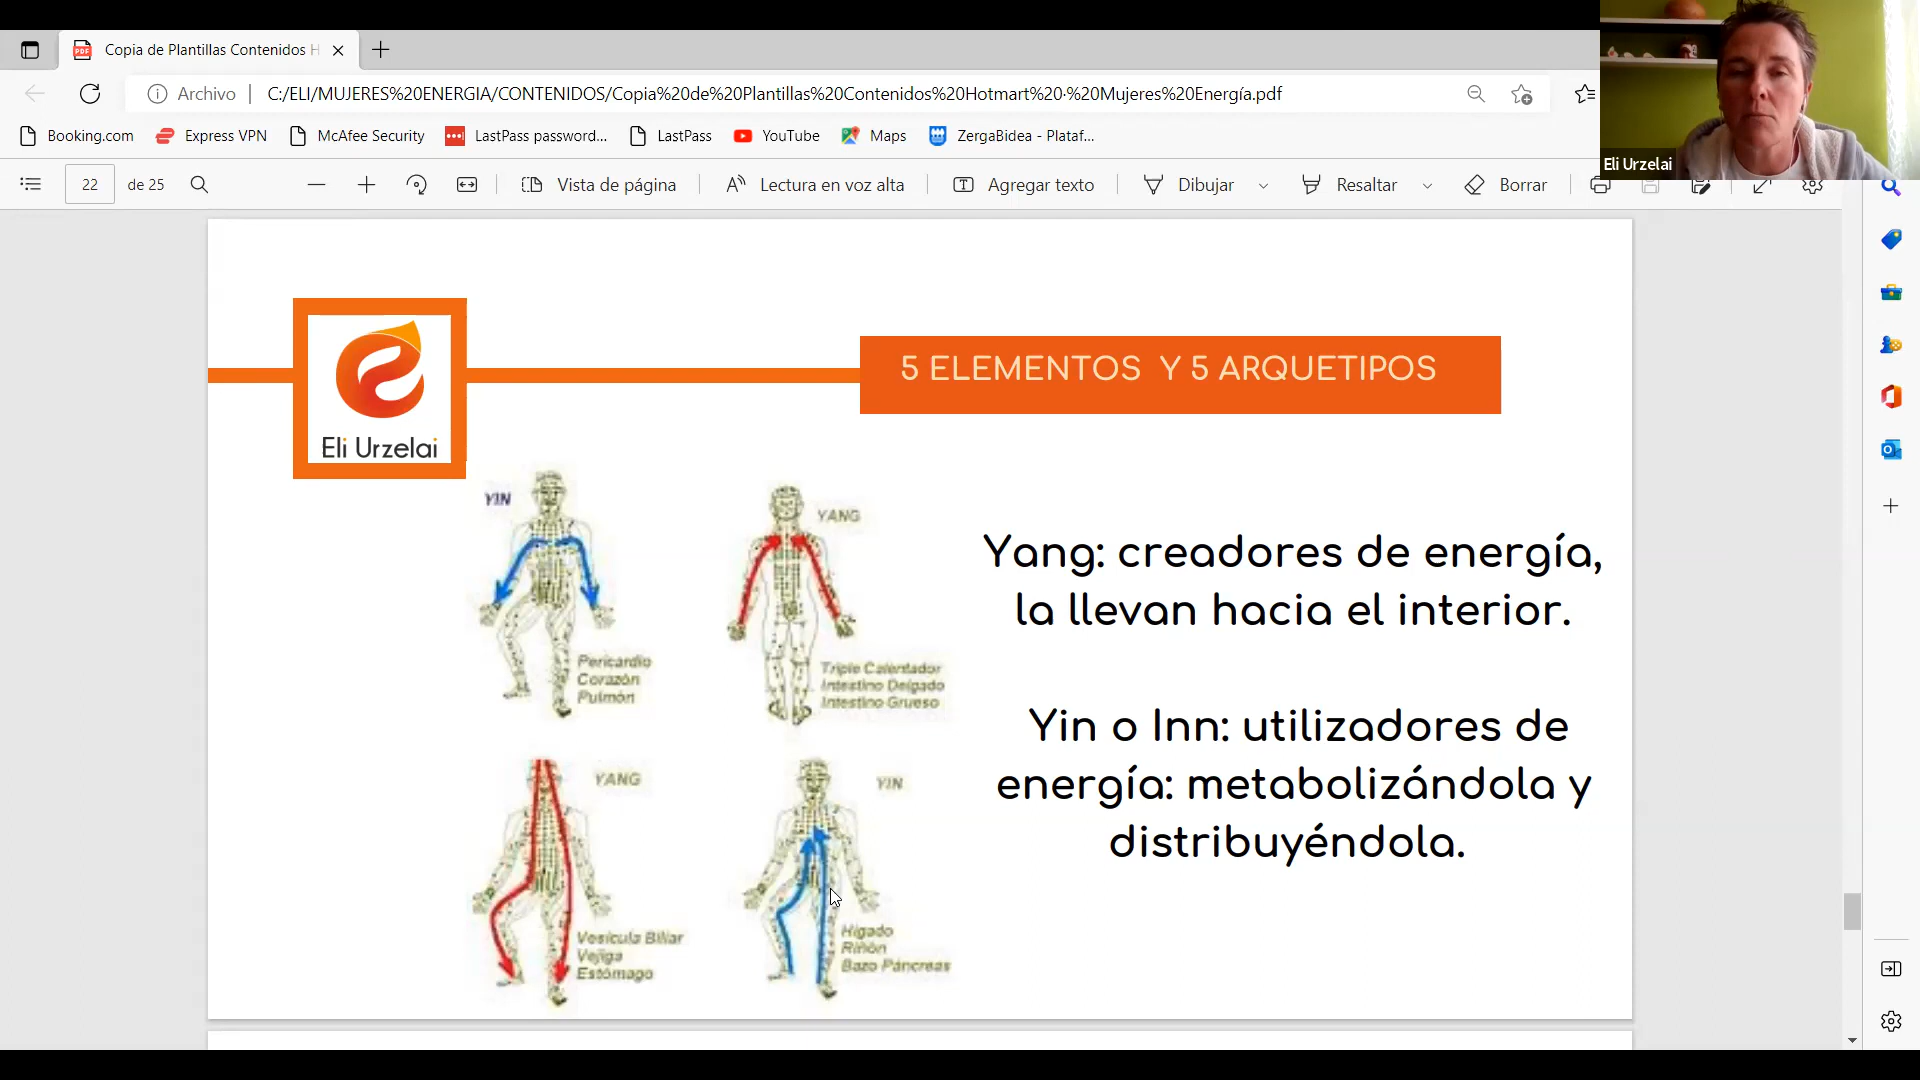 Copia de Plantillas Contenidos H
Archivo
C:/ELI/MUJERES%20ENERGIA/CONTENIDOS/Copia%20de%20Plantillas%20Contenidos%20Hotmart%20·%20Mujeres%20Energía.pdf
Booking.com
Express VPN
McAfee Security
LastPass password...
LastPass
YouTube
Maps
ZergaBidea - Plataf...
Eli Urzelai
22 de 25
Vista de página
Lectura en voz alta
Agregar texto
Dibujar
Resaltar
Borrar
5 ELEMENTOS Y 5 ARQUETIPOS
Eli Urzelai
YIN
Pericardio
Corazón
Pulmón
YANG
Triple Calentador
Intestino Delgado
Intestino Grueso
Yang: creadores de energía,
la llevan hacia el interior.
Yin o Inn: utilizadores de
energía: metabolizándola y
distribuyéndola.
YANG
Vesícula Biliar
Vejiga
Estómago
YIN
Hígado
Riñón
Bazo Páncreas